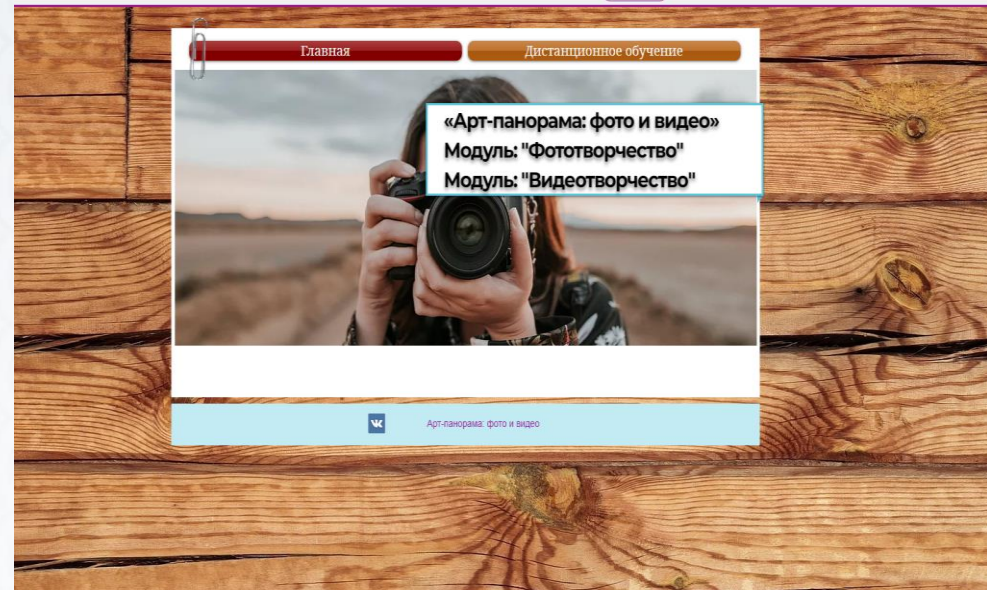 Главная
Дистанционное обучение
«Арт-панорама: фото и видео»
Модуль: "Фототворчество"
Модуль: "Видеотворчество"
Арт-панорама: фото и видео